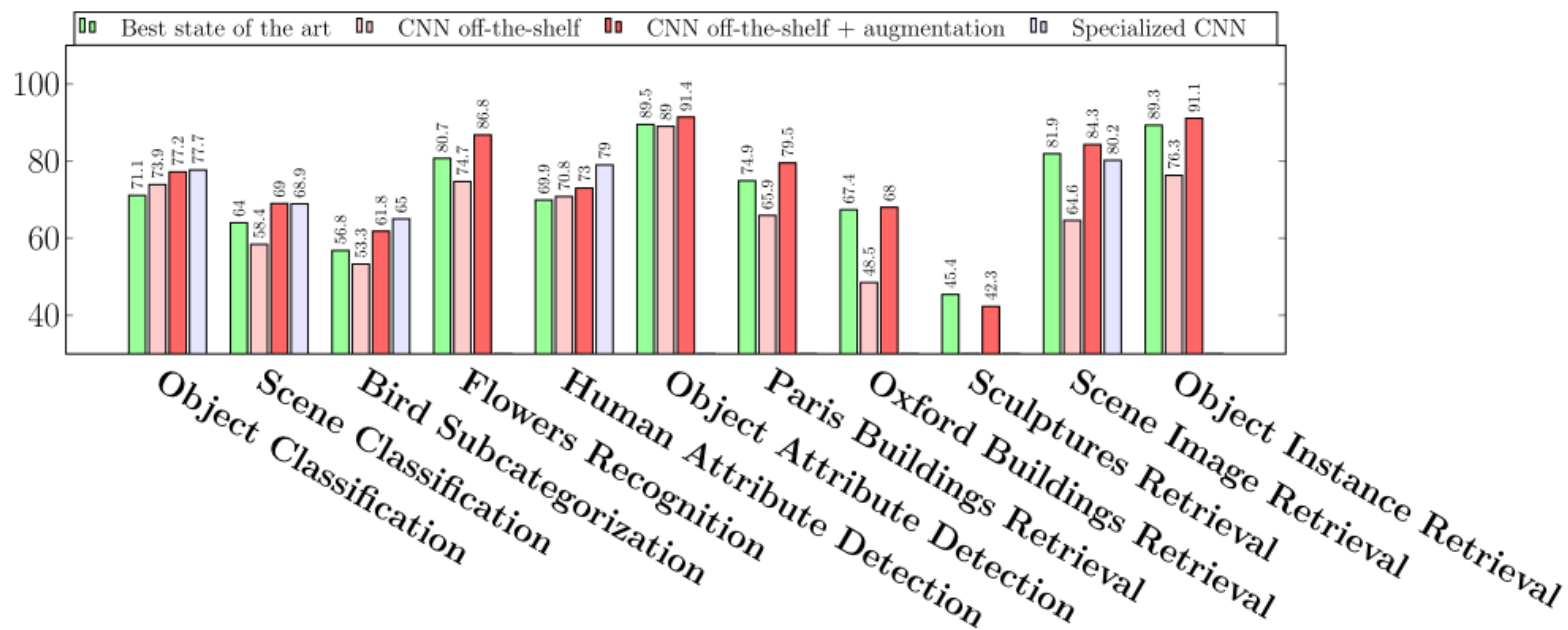 Best state of the art CNN off-the-shelf CNN off-the-shelf + augmentation Specialized CNN
100
80
60
40
71.1 73.9 77.2 77.7
64 58.4 69 68.9
56.8 53.3 61.8 65
80.7 74.7 86.8
69.9 70.8 73 79
89.5 89 91.4
74.9 65.9 79.5
67.4 48.5 68
45.4 42.3
81.9 64.6 84.3 80.2
89.3 76.3 91.1
Object Classification
Scene Classification
Bird Subcategorization
Flowers Recognition
Human Attribute Detection
Object Attribute Detection
Paris Buildings Retrieval
Oxford Buildings Retrieval
Sculptures Retrieval
Scene Image Retrieval
Object Instance Retrieval